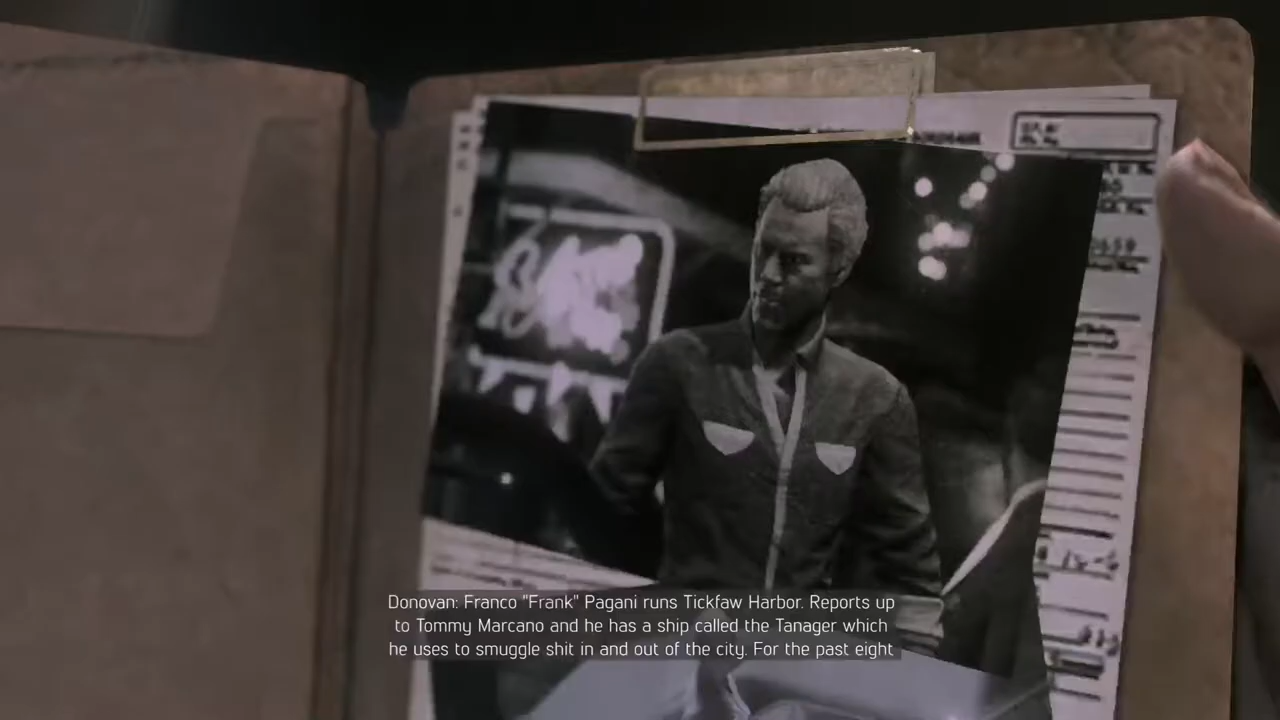 Donovan: Franco "Frank" Pagani runs Tickfaw Harbor. Reports up
to Tommy Marcano and he has a ship called the Tanager which
he uses to smuggle shit in and out of the city. For the past eight